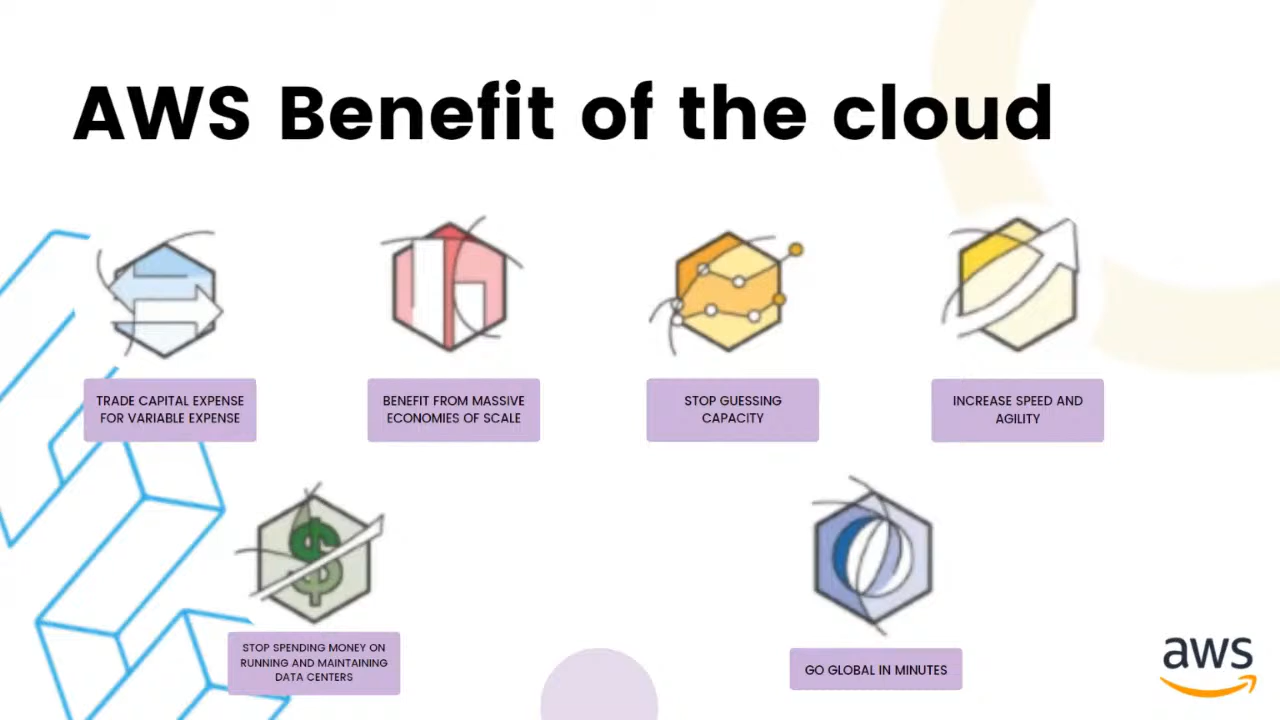 AWS Benefit of the cloud
TRADE CAPITAL EXPENSE
FOR VARIABLE EXPENSE
BENEFIT FROM MASSIVE
ECONOMIES OF SCALE
STOP GUESSING
CAPACITY
INCREASE SPEED AND
AGILITY
STOP SPENDING MONEY ON
RUNNING AND MAINTAINING
DATA CENTERS
GO GLOBAL IN MINUTES
aws